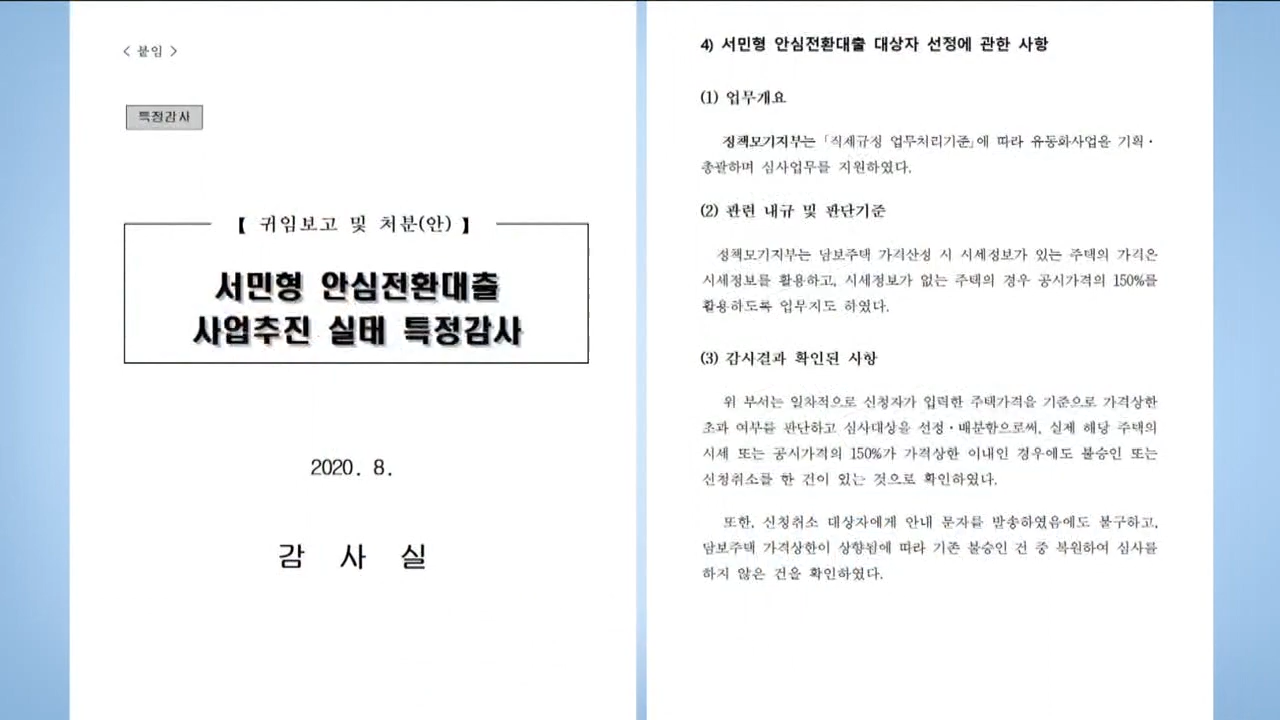 < 붙임 >
특정감사
【 귀임보고 및 처분(안) 】
서민형 안심전환대출
사업추진 실태 특정감사
2020. 8.
감 사 실
4) 서민형 안심전환대출 대상자 선정에 관한 사항
(1) 업무개요
정책모기지부는 「직제규정 업무처리기준」에 따라 유동화사업을 기획·
총괄하며 심사업무를 지원하였다.
(2) 관련 내규 및 판단기준
정책모기지부는 담보주택 가격산정 시 시세정보가 있는 주택의 가격은
시세정보를 활용하고, 시세정보가 없는 주택의 경우 공시가격의 150%를
활용하도록 업무지도 하였다.
(3) 감사결과 확인된 사항
위 부서는 일차적으로 신청자가 입력한 주택가격을 기준으로 가격상한
초과 여부를 판단하고 심사대상을 선정·배분함으로써, 실제 해당 주택의
시세 또는 공시가격의 150%가 가격상한 이내인 경우에도 불승인 또는
신청취소를 한 건이 있는 것으로 확인하였다.
또한, 신청취소 대상자에게 안내 문자를 발송하였음에도 불구하고,
담보주택 가격상한이 상향됨에 따라 기존 불승인 건 중 복원하여 심사를
하지 않은 건을 확인하였다.